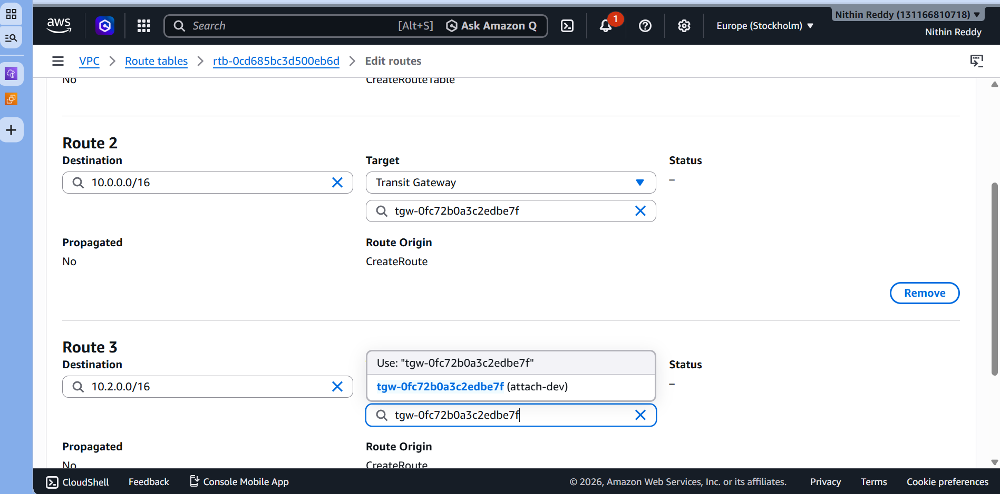 aws
Search [Alt+S] Ask Amazon Q
1
Europe (Stockholm)
Nithin Reddy (131166810718)
Nithin Reddy
VPC
Route tables
rtb-0cd685bc3d500eb6d
Edit routes
No
CreateRouteTable
Route 2
Destination
Target
Status
10.0.0.0/16
Transit Gateway
–
tgw-0fc72b0a3c2edbe7f
Propagated
Route Origin
No
CreateRoute
Remove
Route 3
Destination
Use: "tgw-0fc72b0a3c2edbe7f"
Status
10.2.0.0/16
tgw-0fc72b0a3c2edbe7f (attach-dev)
–
tgw-0fc72b0a3c2edbe7f
Propagated
Route Origin
No
CreateRoute
CloudShell
Feedback
Console Mobile App
© 2026, Amazon Web Services, Inc. or its affiliates.
Privacy
Terms
Cookie preferences